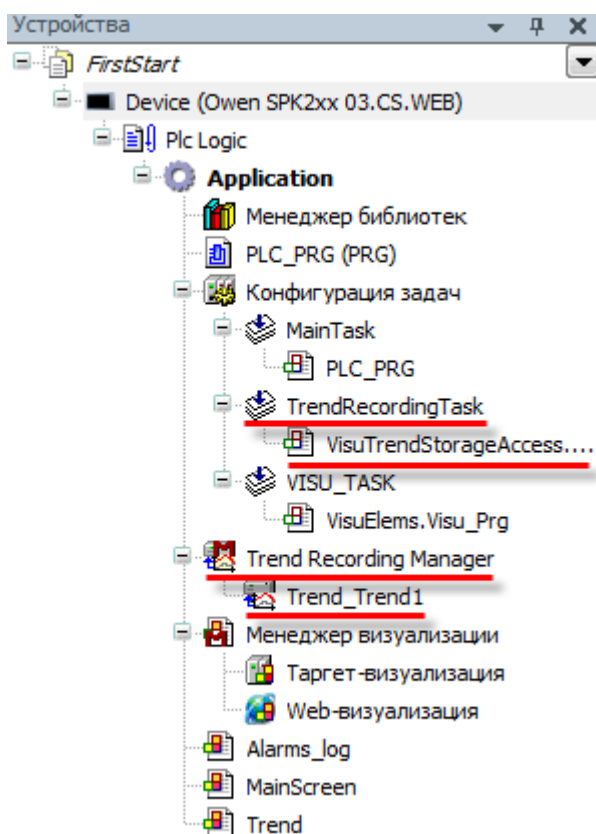 Устройства
FirstStart
Device (Owen SPK2xx 03.CS.WEB)
Plc Logic
Application
Менеджер библиотек
PLC_PRG (PRG)
Конфигурация задач
MainTask
PLC_PRG
TrendRecordingTask
VisuTrendStorageAccess....
VISU_TASK
VisuElems.Visu_Prg
Trend Recording Manager
Trend_Trend1
Менеджер визуализации
Таргет-визуализация
Web-визуализация
Alarms_log
MainScreen
Trend